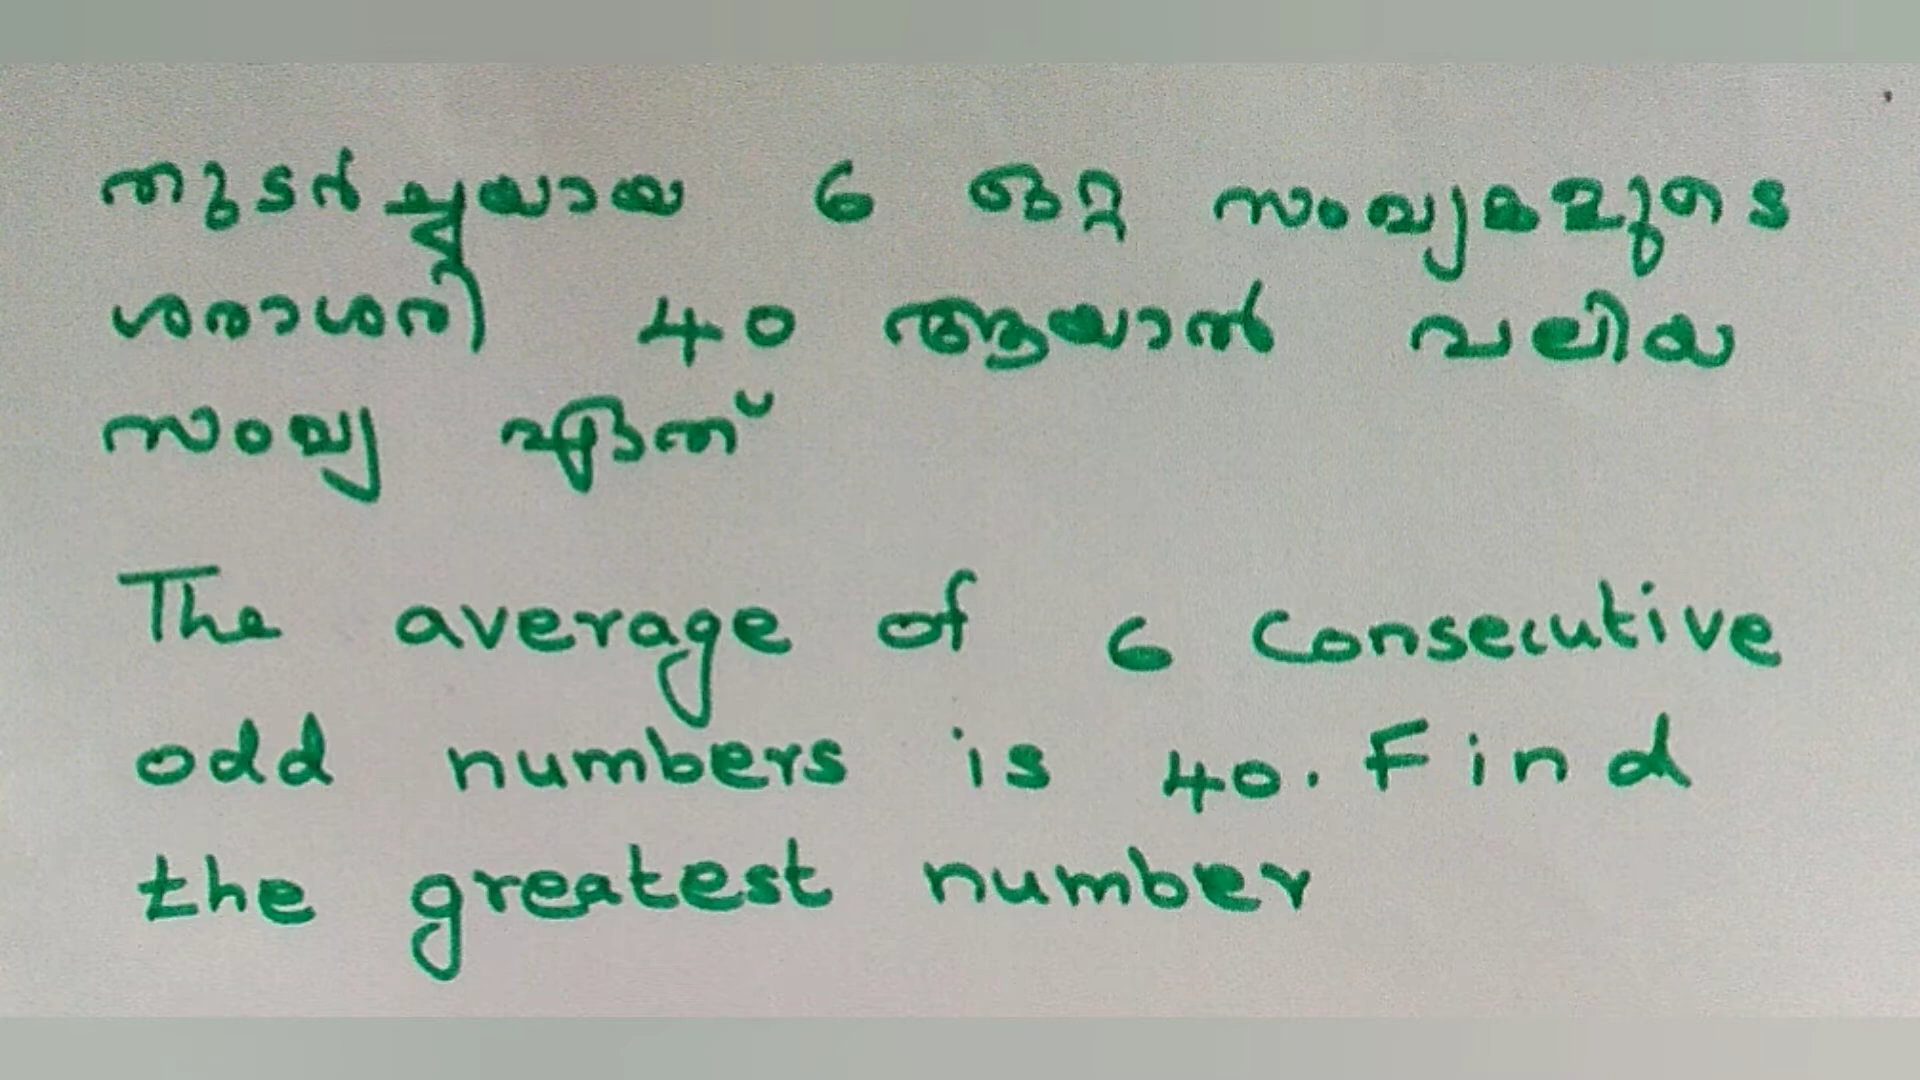 തുടർച്ചയായ 6 ഒറ്റ സംഖ്യകളുടെ
ശരാശരി 40 ആയാൽ വലിയ
സംഖ്യ ഏത്
The average of 6 consecutive
odd numbers is 40. Find
the greatest number